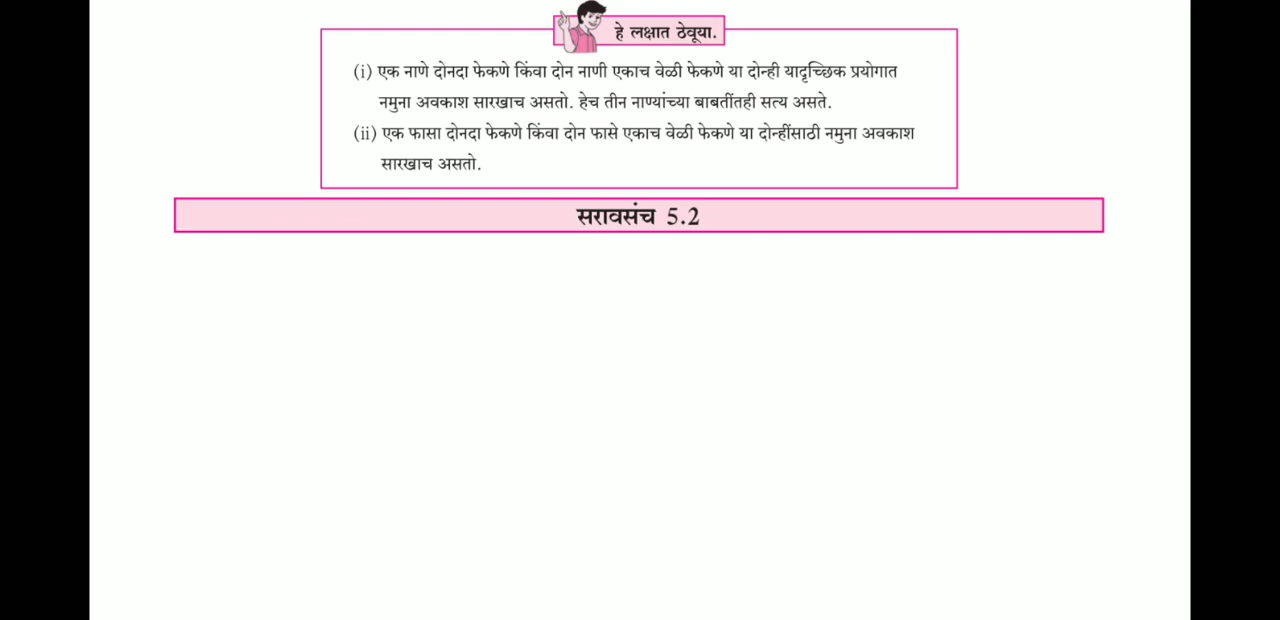 हे लक्षात ठेवूया.
(i) एक नाणे दोनदा फेकणे किंवा दोन नाणी एकाच वेळी फेकणे या दोन्ही यादृच्छिक प्रयोगात
नमुना अवकाश सारखाच असतो. हेच तीन नाण्यांच्या बाबतींतही सत्य असते.
(ii) एक फासा दोनदा फेकणे किंवा दोन फासे एकाच वेळी फेकणे या दोन्हींसाठी नमुना अवकाश
सारखाच असतो.
सरावसंच 5.2